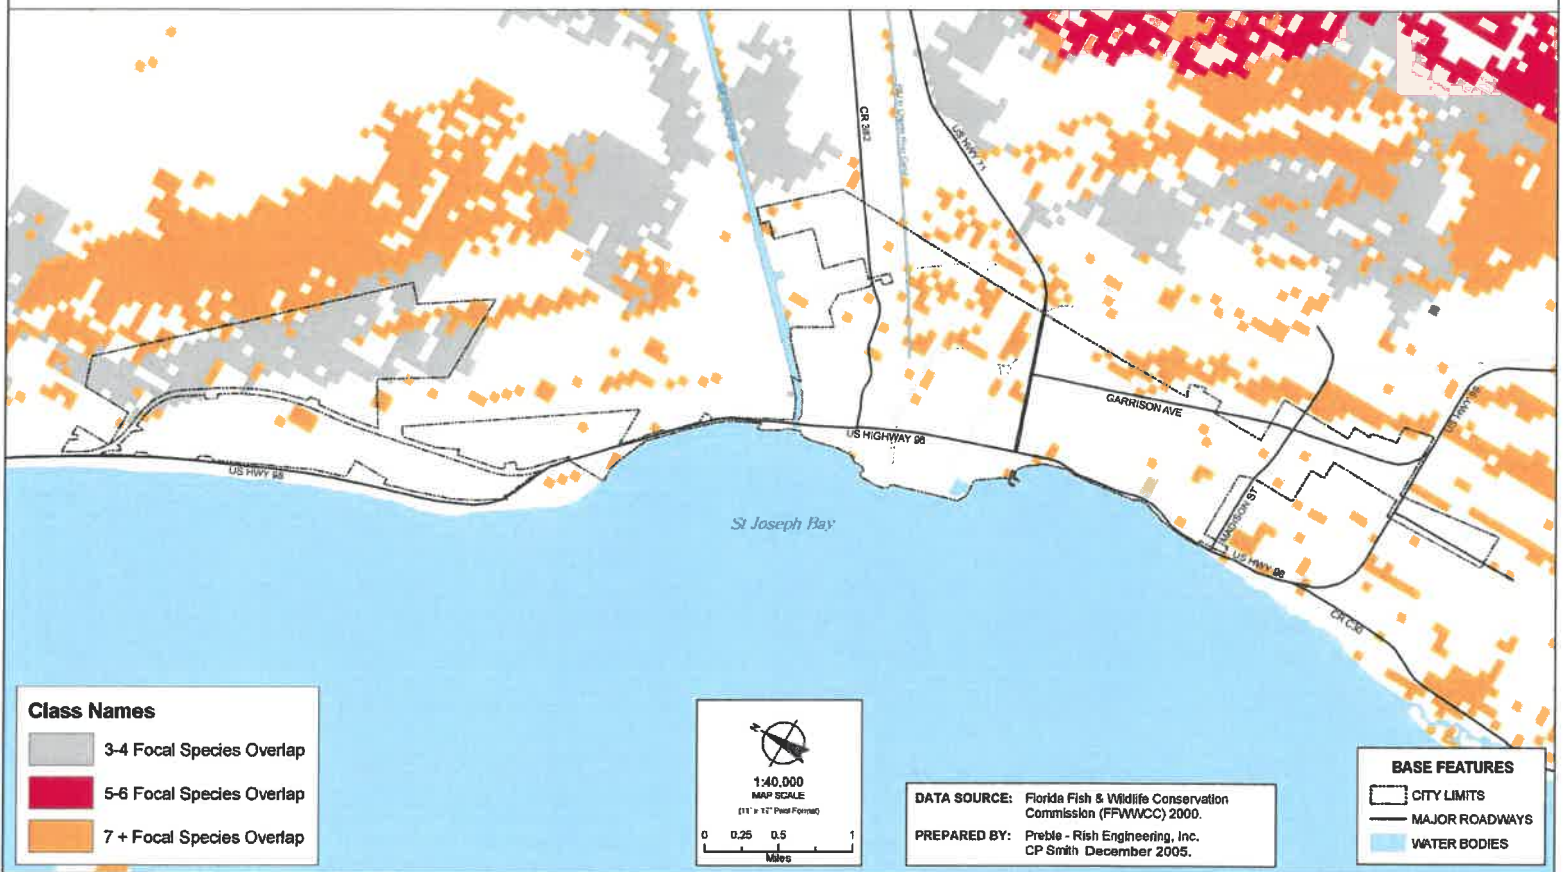 CR 382
US HWY 71
GARRISON AVE
US HIGHWAY 98
US HWY 98
MADISON ST
US HWY 98
CR C30
St Joseph Bay
Class Names
3-4 Focal Species Overlap
5-6 Focal Species Overlap
7 + Focal Species Overlap
N
1:40,000
MAP SCALE
0 0.25 0.5 1
Miles
DATA SOURCE: Florida Fish & Wildlife Conservation
Commission (FFWWCC) 2000.
PREPARED BY: Preble - Rish Engineering, Inc.
CP Smith December 2005.
BASE FEATURES
CITY LIMITS
MAJOR ROADWAYS
WATER BODIES